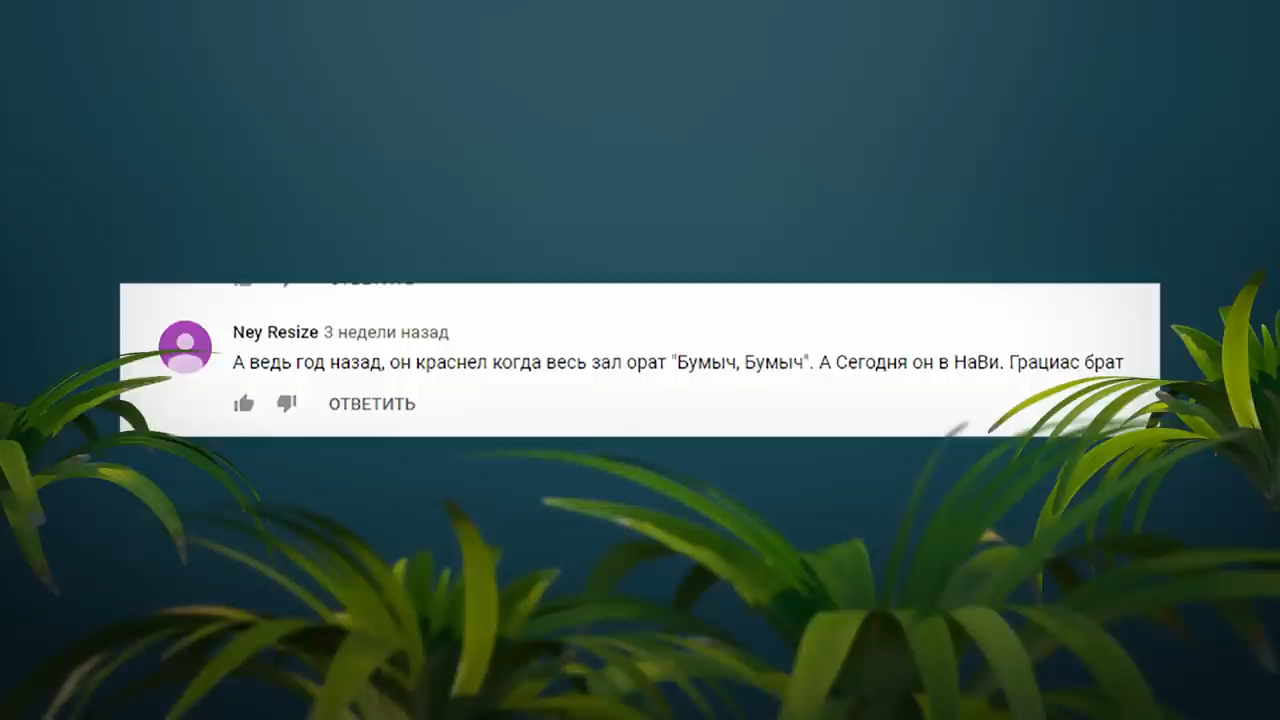 Ney Resize 3 недели назад
А ведь год назад, он краснел когда весь зал орат "Бумыч, Бумыч". А Сегодня он в НаВи. Грациас брат
ОТВЕТИТЬ